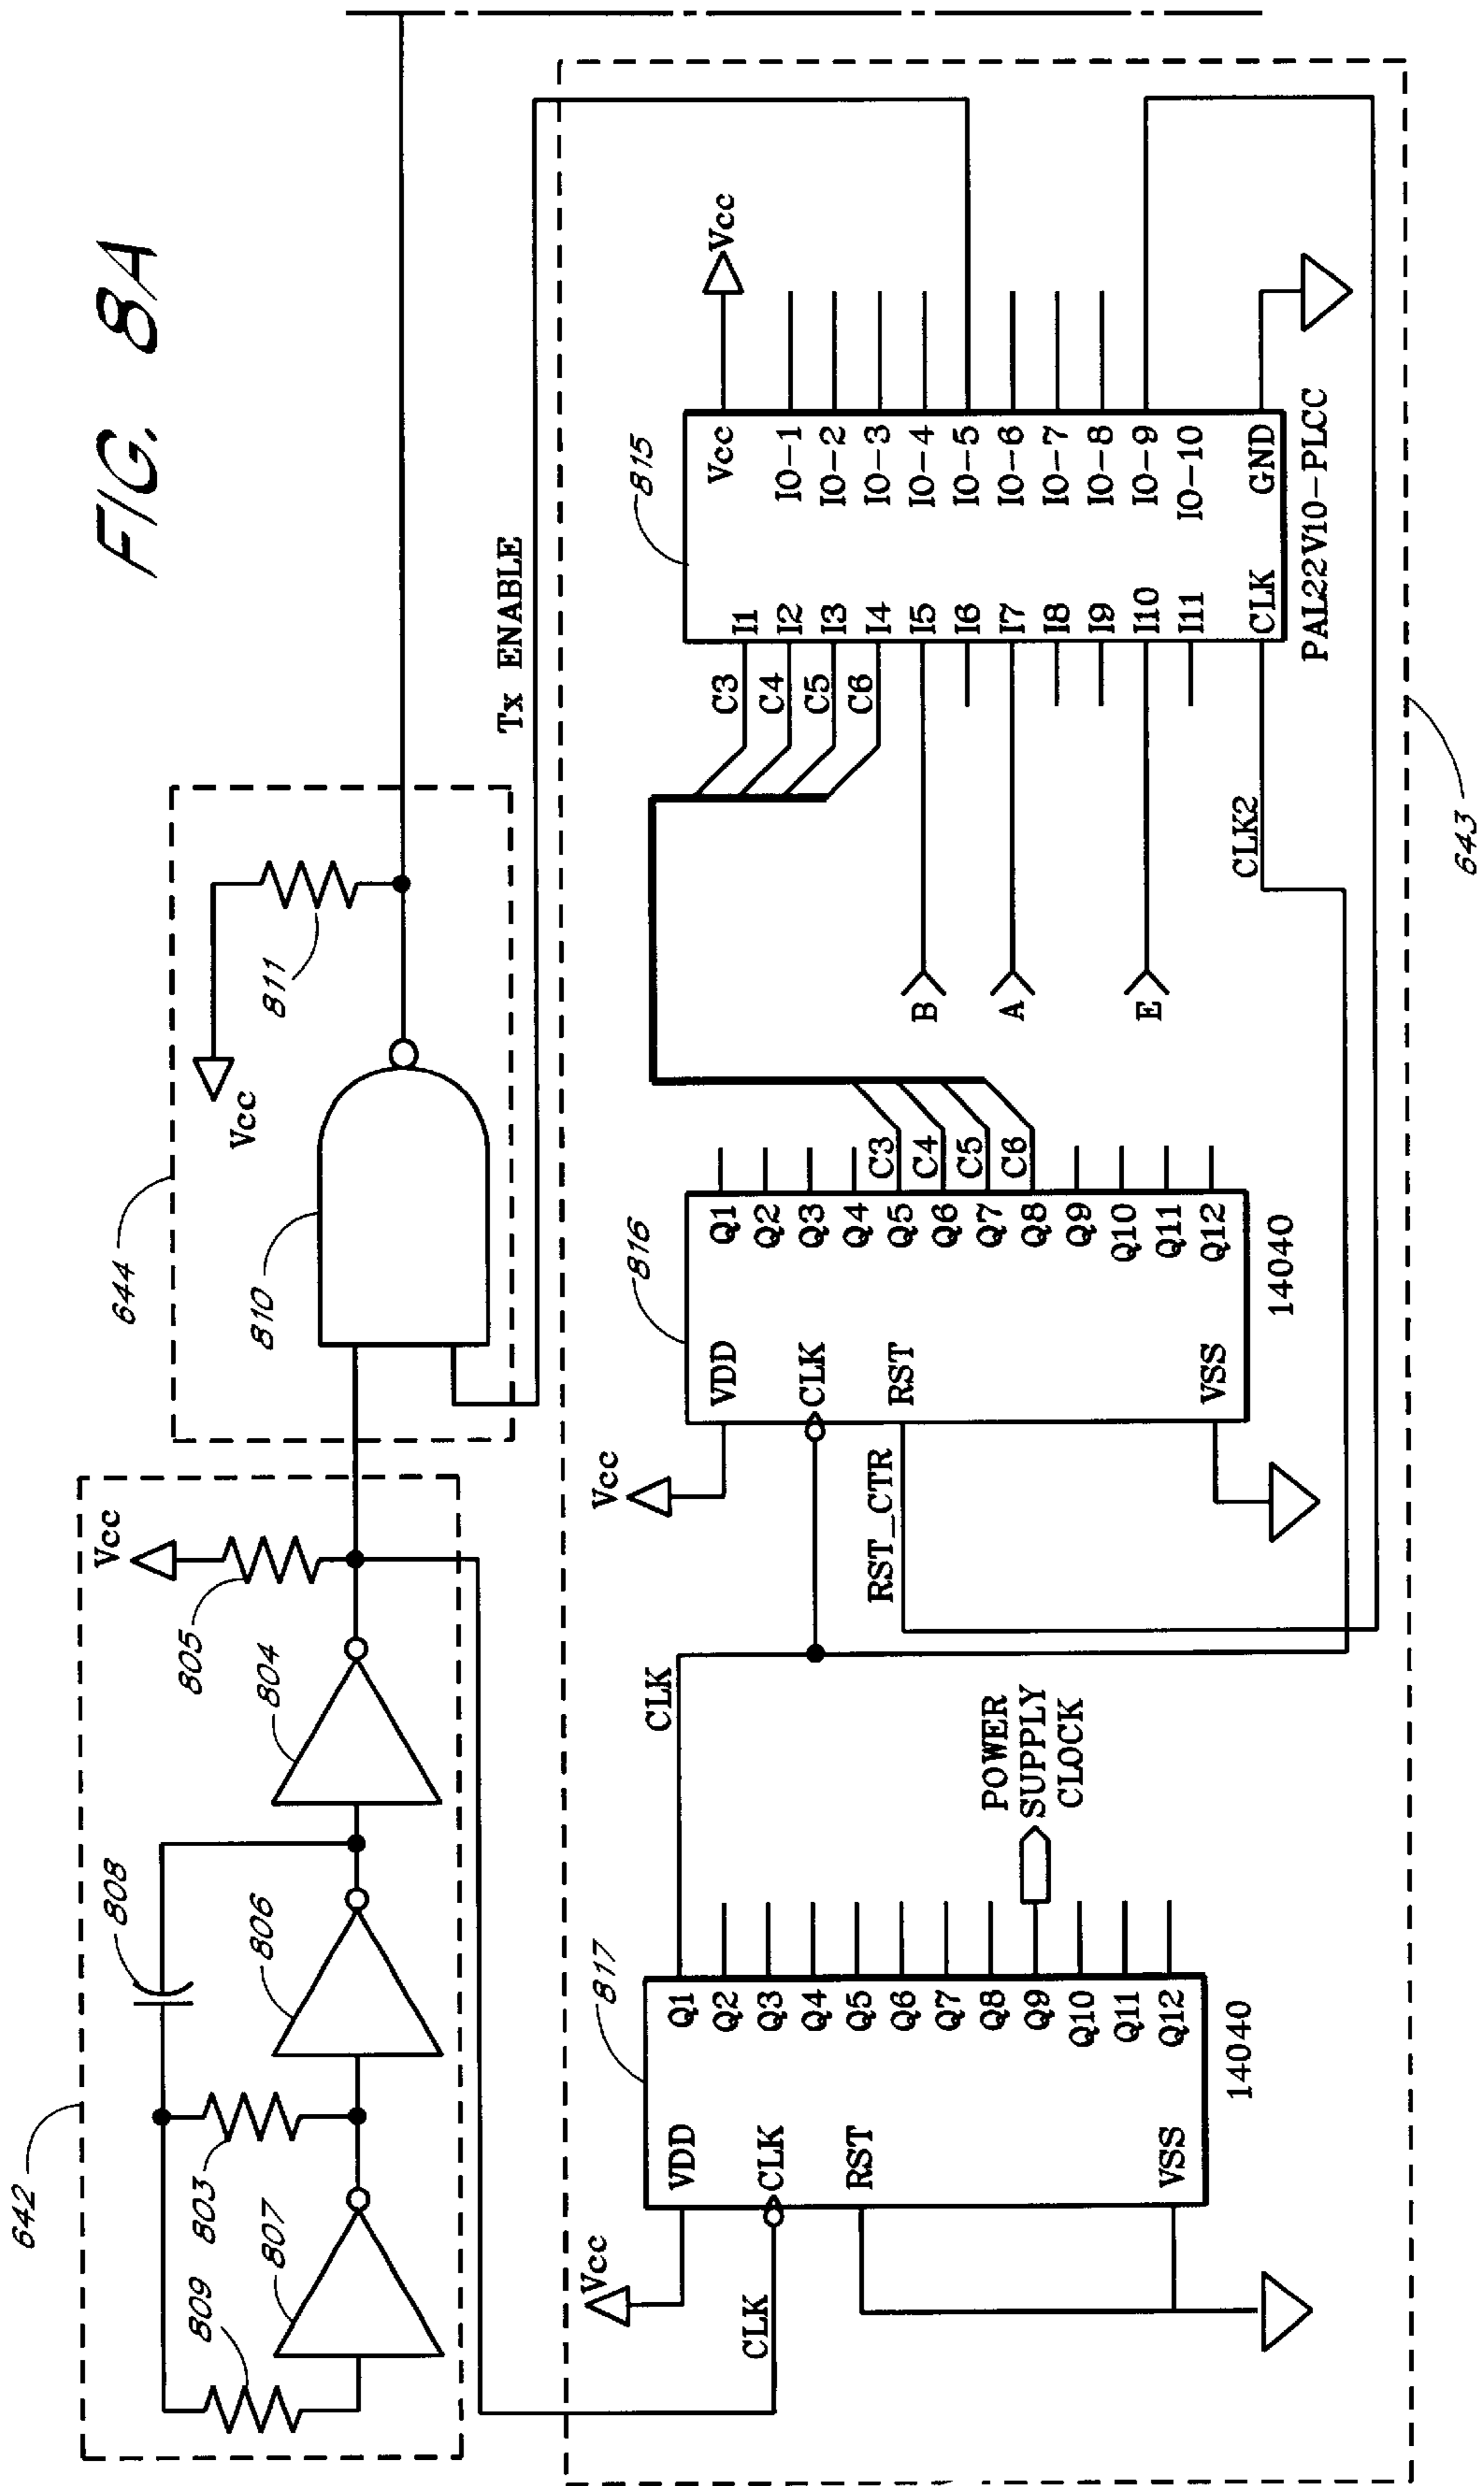 FIG. 8A
642
809
807
803
808
806
804
805
Vcc
644
810
Vcc
811
Tx ENABLE
643
817
Vcc
CLK
VDD
CLK
RST
VSS
Q1
Q2
Q3
Q4
Q5
Q6
Q7
Q8
Q9
Q10
Q11
Q12
14040
CLK
POWER
SUPPLY
CLOCK
816
Vcc
RST_CTR
VDD
CLK
RST
VSS
Q1
Q2
Q3
Q4
Q5
Q6
Q7
Q8
Q9
Q10
Q11
Q12
14040
C3
C4
C5
C6
B
A
E
C3
C4
C5
C6
CLK2
815
I1
I2
I3
I4
I5
I6
I7
I8
I9
I10
I11
CLK
Vcc
IO-1
IO-2
IO-3
IO-4
IO-5
IO-6
IO-7
IO-8
IO-9
IO-10
GND
PAL22V10-PLCC
Vcc